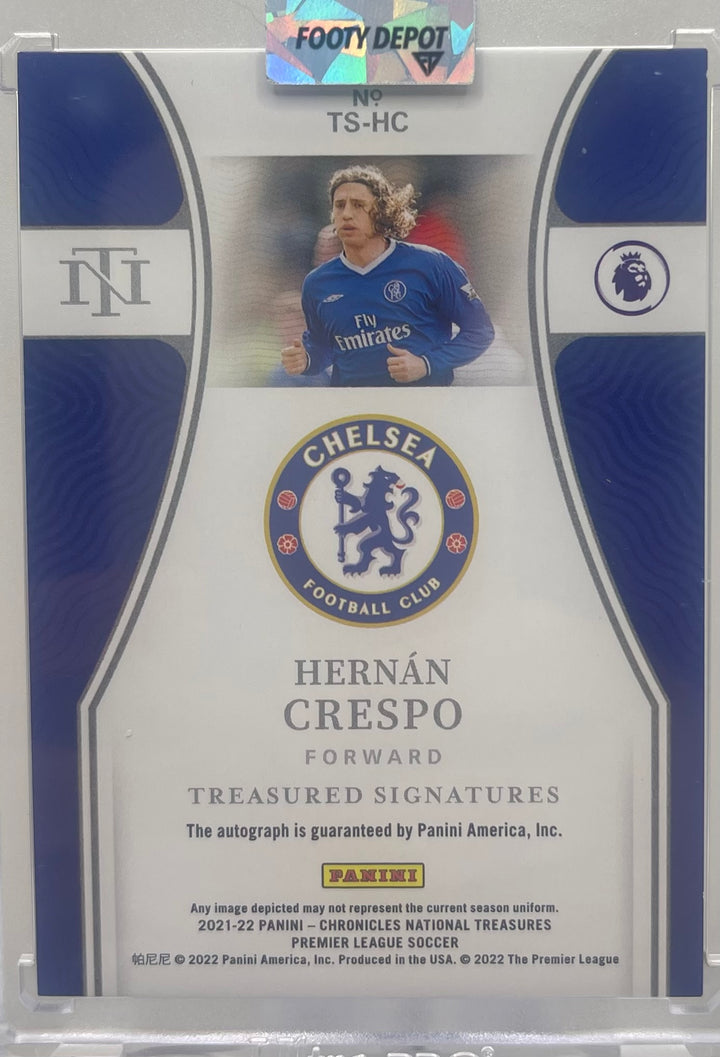 FOOTY DEPOT
Nº
TS-HC
NT
Fly
Emirates
CHELSEA
FOOTBALL CLUB
HERNÁN
CRESPO
FORWARD
TREASURED SIGNATURES
The autograph is guaranteed by Panini America, Inc.
PANINI
Any image depicted may not represent the current season uniform.
2021-22 PANINI – CHRONICLES NATIONAL TREASURES
PREMIER LEAGUE SOCCER
帕尼尼 © 2022 Panini America, Inc. Produced in the USA. © 2022 The Premier League